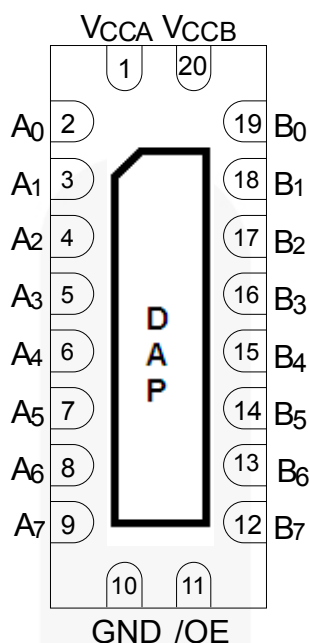 VCCA VCCB
1 20
A0 2 19 B0
A1 3 18 B1
A2 4 17 B2
A3 5 16 B3
A4 6 15 B4
A5 7 14 B5
A6 8 13 B6
A7 9 12 B7
D
A
P
10 11
GND /OE